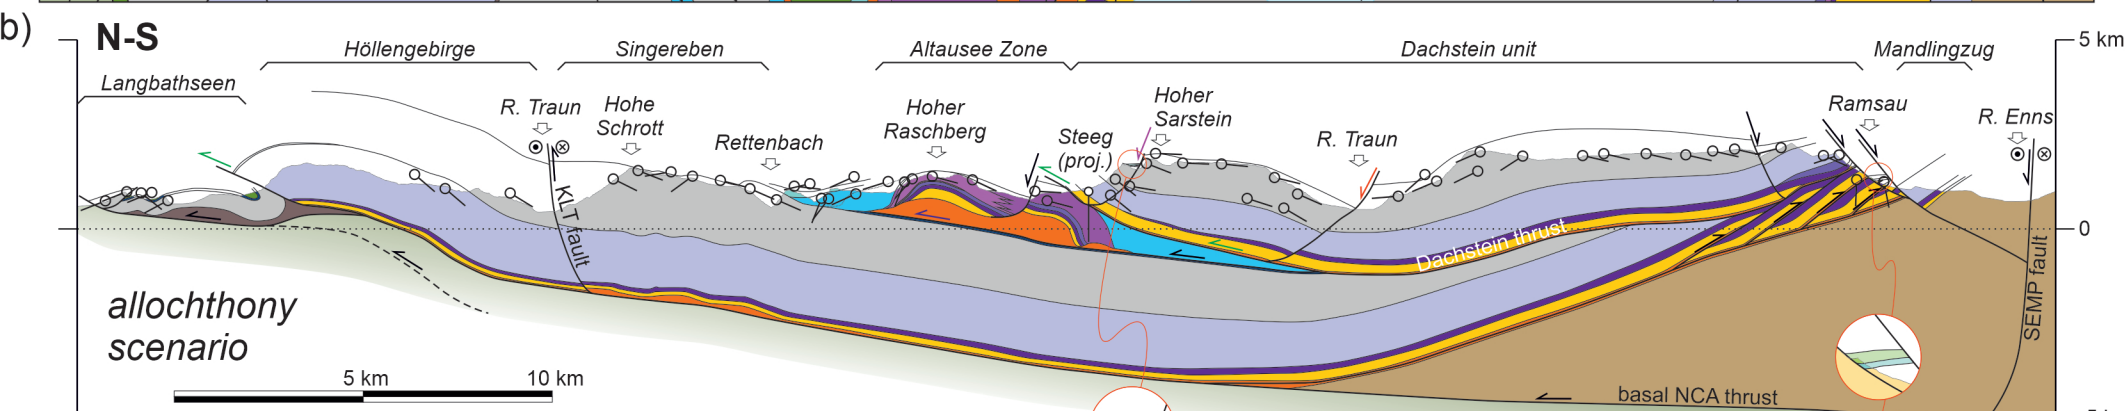 b)
N-S
5 km
Höllengebirge
Singereben
Altausee Zone
Dachstein unit
Mandlingzug
Langbathseen
R. Traun
Hohe
Schrott
Rettenbach
Hoher
Raschberg
Steeg
(proj.)
Hoher
Sarstein
R. Traun
Ramsau
R. Enns
KLT fault
0
Dachstein thrust
SEMP fault
allochthony
scenario
5 km
10 km
basal NCA thrust